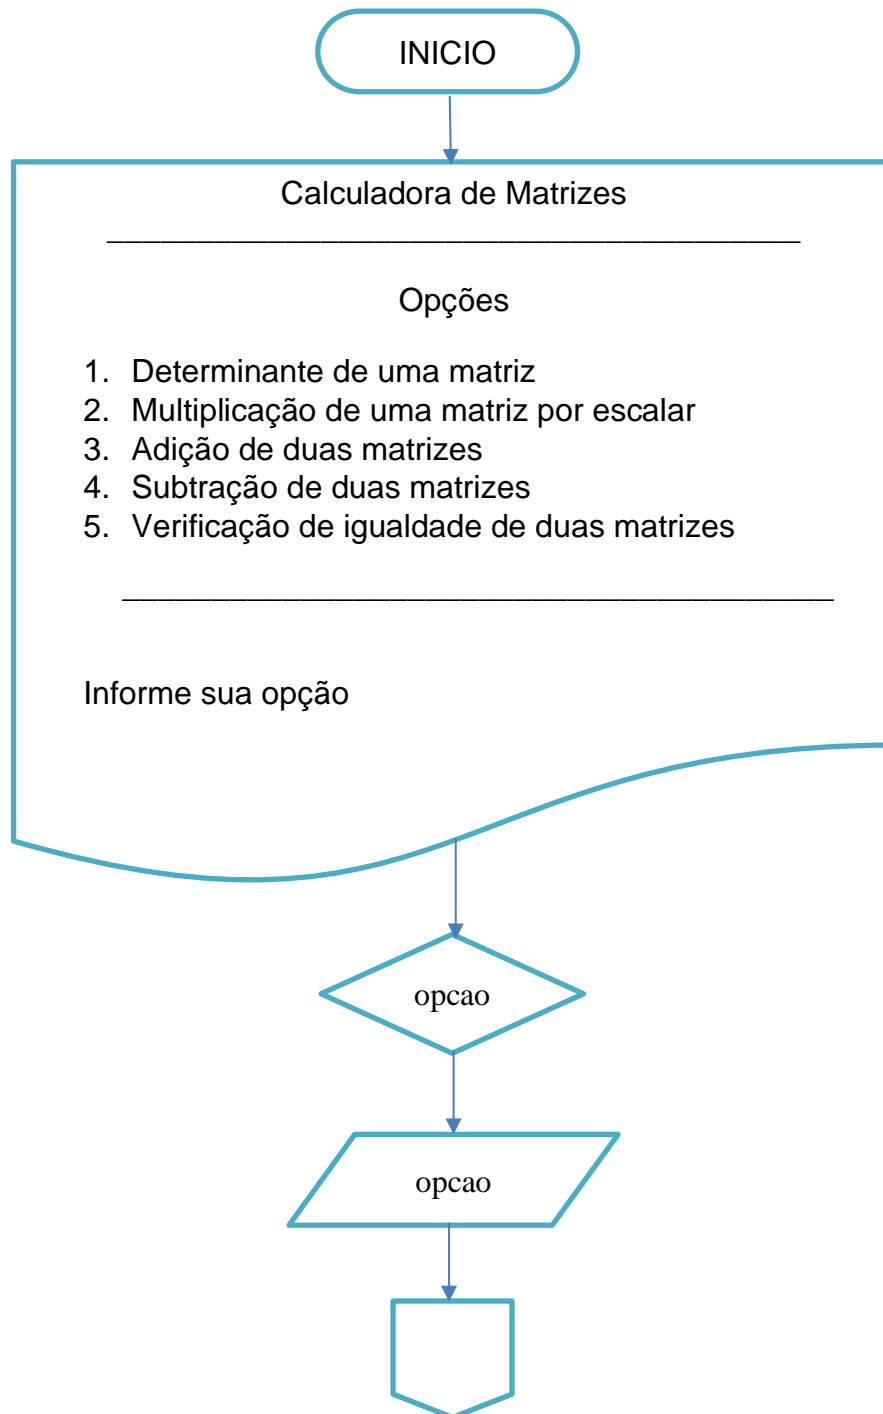 INICIO
Calculadora de Matrizes
_______________________________________
Opções
1. Determinante de uma matriz
2. Multiplicação de uma matriz por escalar
3. Adição de duas matrizes
4. Subtração de duas matrizes
5. Verificação de igualdade de duas matrizes
________________________________________
Informe sua opção
opcao
opcao